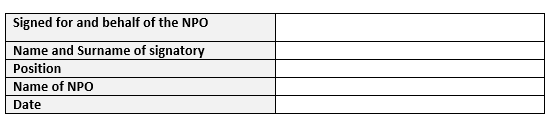 Signed for and behalf of the NPO
Name and Surname of signatory
Position
Name of NPO
Date